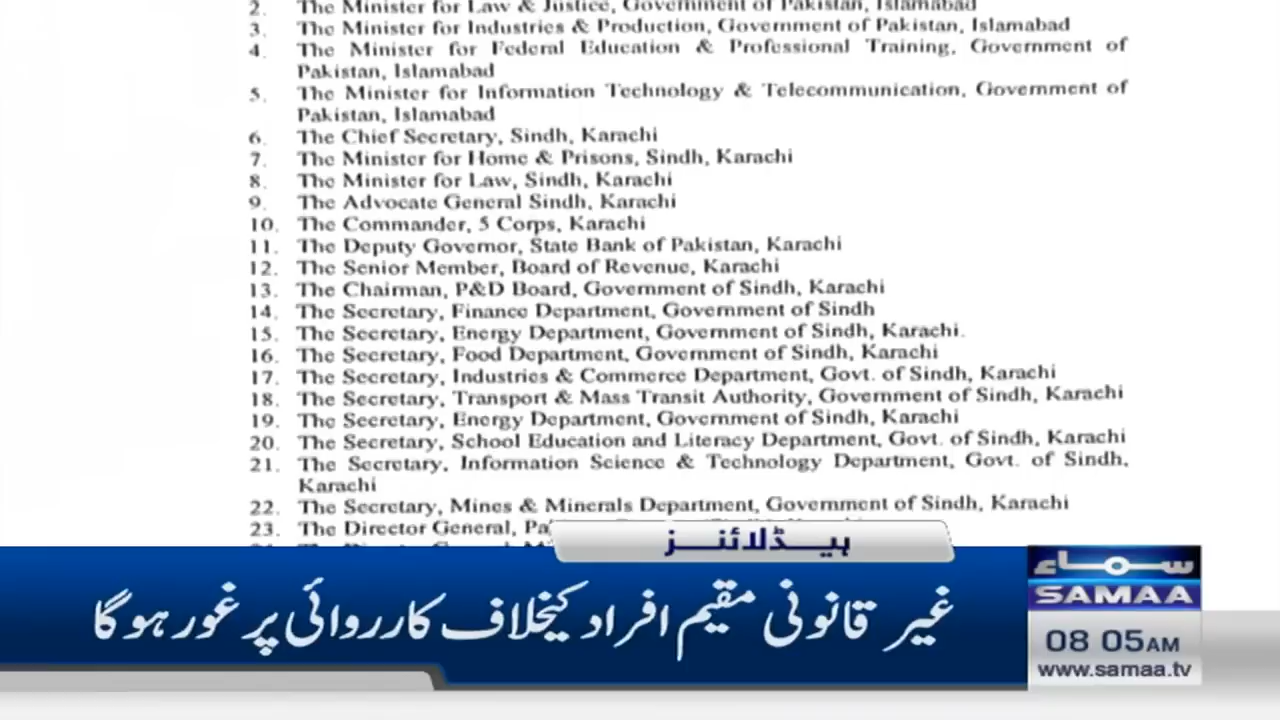 2. The Minister for Law & Justice, Government of Pakistan, Islamabad
3. The Minister for Industries & Production, Government of Pakistan, Islamabad
4. The Minister for Federal Education & Professional Training, Government of
Pakistan, Islamabad
5. The Minister for Information Technology & Telecommunication, Government of
Pakistan, Islamabad
6. The Chief Secretary, Sindh, Karachi
7. The Minister for Home & Prisons, Sindh, Karachi
8. The Minister for Law, Sindh, Karachi
9. The Advocate General Sindh, Karachi
10. The Commander, 5 Corps, Karachi
11. The Deputy Governor, State Bank of Pakistan, Karachi
12. The Senior Member, Board of Revenue, Karachi
13. The Chairman, P&D Board, Government of Sindh, Karachi
14. The Secretary, Finance Department, Government of Sindh
15. The Secretary, Energy Department, Government of Sindh, Karachi.
16. The Secretary, Food Department, Government of Sindh, Karachi
17. The Secretary, Industries & Commerce Department, Govt. of Sindh, Karachi
18. The Secretary, Transport & Mass Transit Authority, Government of Sindh, Karachi
19. The Secretary, Energy Department, Government of Sindh, Karachi
20. The Secretary, School Education and Literacy Department, Govt. of Sindh, Karachi
21. The Secretary, Information Science & Technology Department, Govt. of Sindh,
Karachi
22. The Secretary, Mines & Minerals Department, Government of Sindh, Karachi
23. The Director General,
ہیڈلائنز
غیر قانونی مقیم افراد کیخلاف کارروائی پر غور ہو گا
سماء
SAMAA
08 05 AM
www.samaa.tv